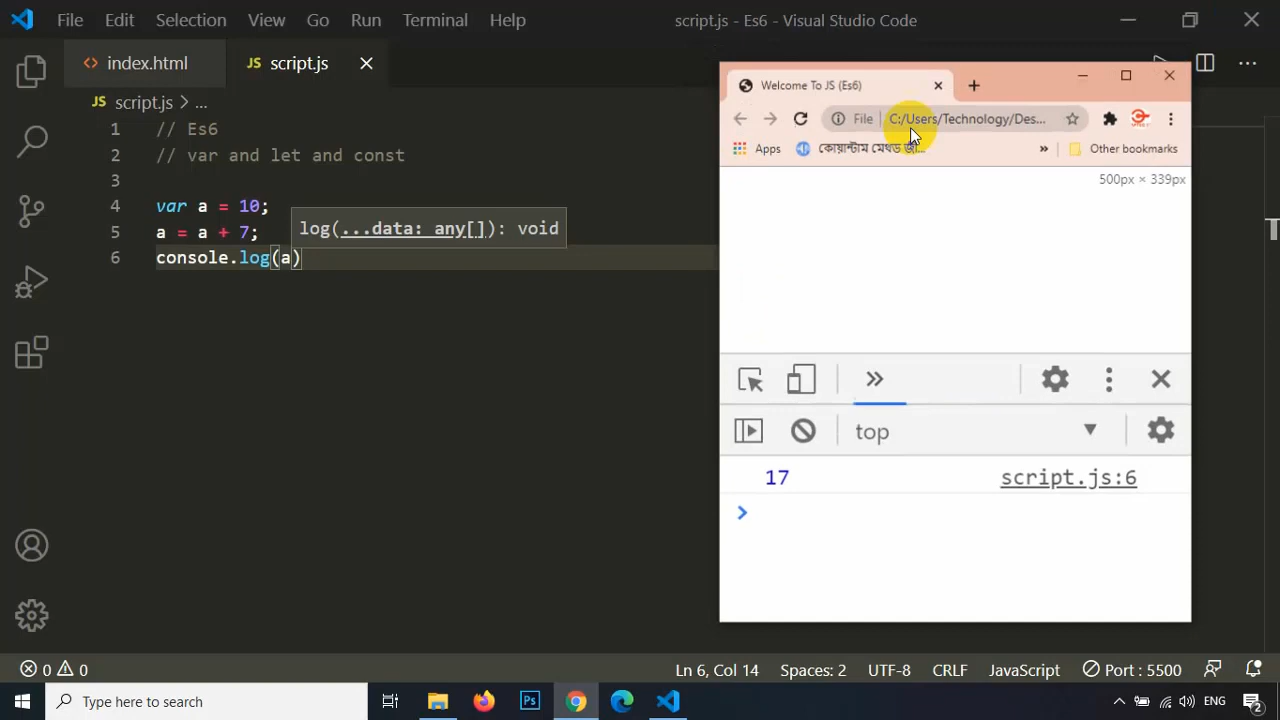 File Edit Selection View Go Run Terminal Help script.js - Es6 - Visual Studio Code
index.html JS script.js
JS script.js > ...
1 // Es6
2 // var and let and const
3
4 var a = 10;
5 a = a + 7;
6 console.log(a)
log(...data: any[]): void
Welcome To JS (Es6)
File C:/Users/Technology/Des...
Apps কোয়ান্টাম মেথড » Other bookmarks
500px × 339px
top
17 script.js:6
0 0 Ln 6, Col 14 Spaces: 2 UTF-8 CRLF JavaScript Port : 5500
Type here to search Ps ENG 2